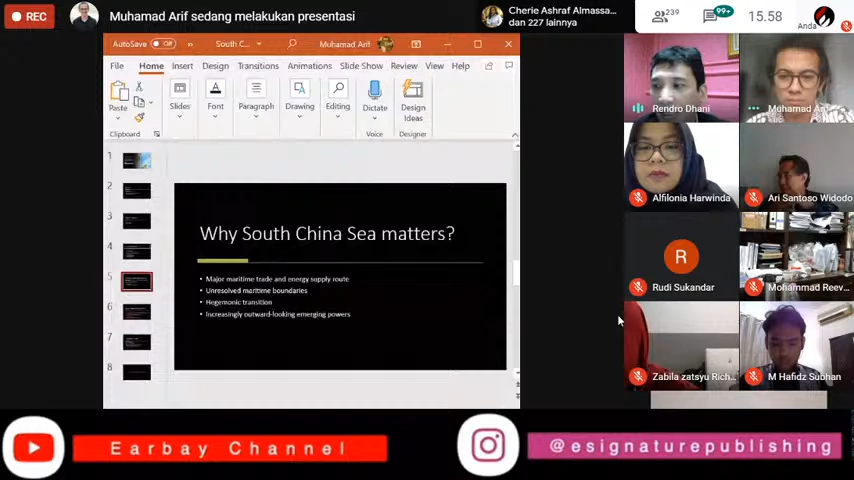 REC
Muhamad Arif sedang melakukan presentasi
Cherie Ashraf Almassa...
dan 227 lainnya
239
99+
15.58
Anda
AutoSave Off
South C...
Muhamad Arif
File Home Insert Design Transitions Animations Slide Show Review View Help
Paste
Slides
Font
Paragraph
Drawing
Editing
Dictate
Design
Ideas
Clipboard
Voice
Designer
1
2
3
4
5
6
7
8
Why South China Sea matters?
• Major maritime trade and energy supply route
• Unresolved maritime boundaries
• Hegemonic transition
• Increasingly outward-looking emerging powers
Rendro Dhani
Muhamad Arif
Alfilonia Harwinda
Ari Santoso Widodo
R
Rudi Sukandar
Mohammad Reev...
Zabila zatsyu Rich...
M Hafidz Subhan
Earbay Channel
@esignaturepublishing